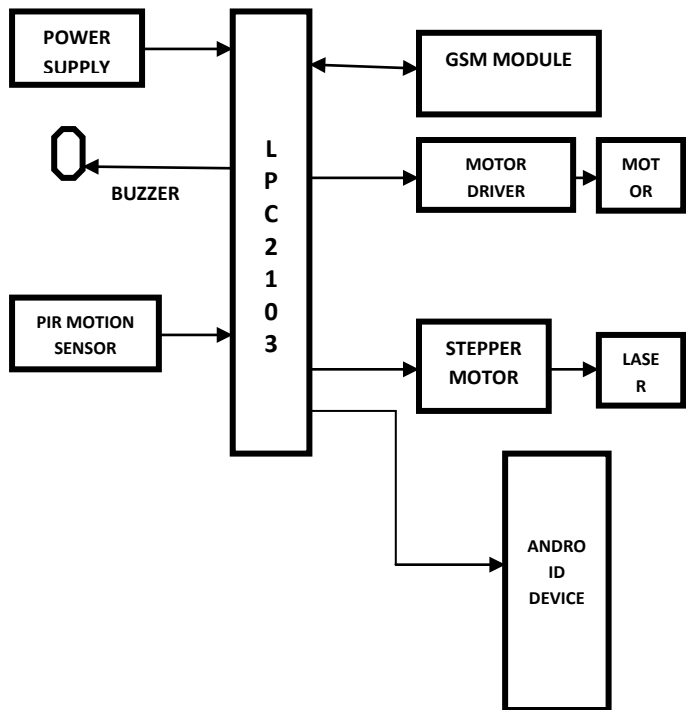 POWER
SUPPLY
GSM MODULE
BUZZER
L
P
C
2
1
0
3
MOTOR
DRIVER
MOT
OR
PIR MOTION
SENSOR
STEPPER
MOTOR
LASE
R
ANDRO
ID
DEVICE